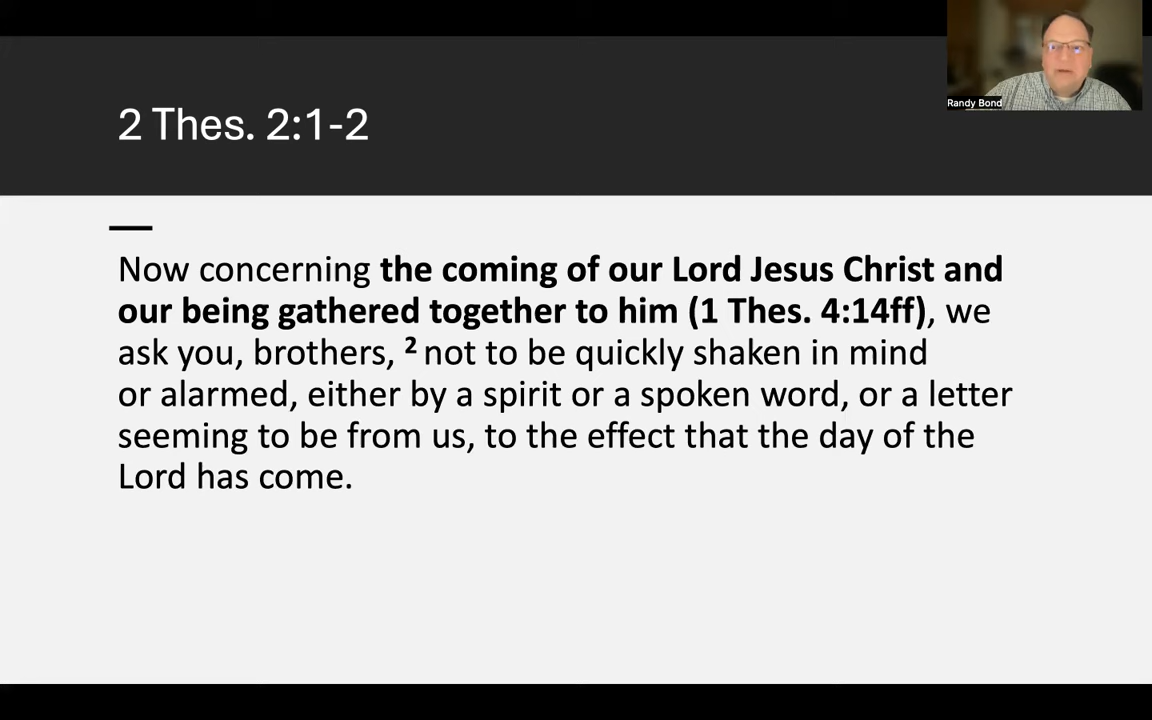 Randy Bond
2 Thes. 2:1-2
Now concerning the coming of our Lord Jesus Christ and
our being gathered together to him (1 Thes. 4:14ff), we
ask you, brothers, ² not to be quickly shaken in mind
or alarmed, either by a spirit or a spoken word, or a letter
seeming to be from us, to the effect that the day of the
Lord has come.